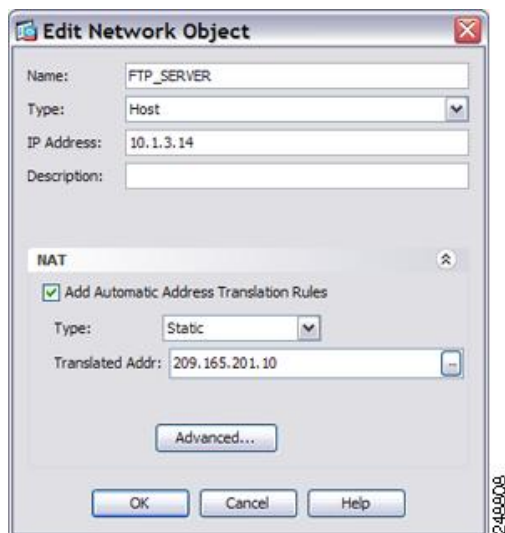 Edit Network Object
Name: FTP_SERVER
Type: Host
IP Address: 10.1.3.14
Description:
NAT
Add Automatic Address Translation Rules
Type: Static
Translated Addr: 209.165.201.10 ...
Advanced...
OK Cancel Help
248908